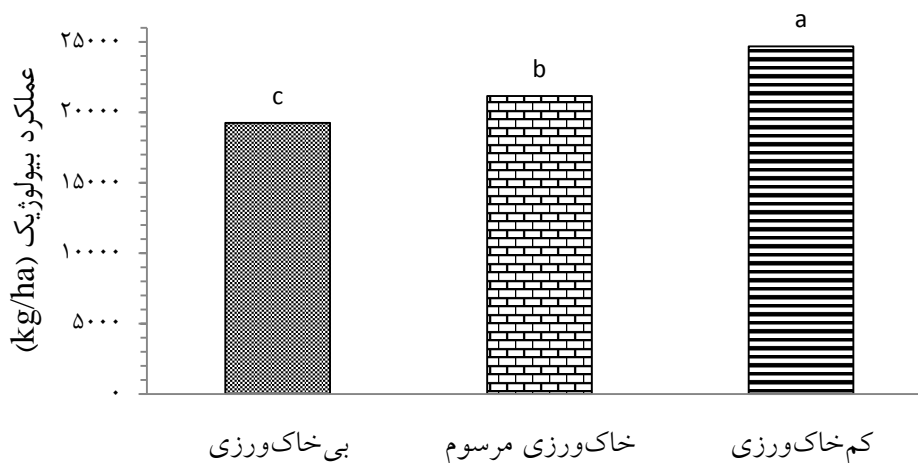 عملکرد بیولوژیک (kg/ha)
۲۵۰۰۰
۲۰۰۰۰
۱۵۰۰۰
۱۰۰۰۰
۵۰۰۰
۰
a
b
c
کم‌خاک‌ورزی
خاک‌ورزی مرسوم
بی‌خاک‌ورزی